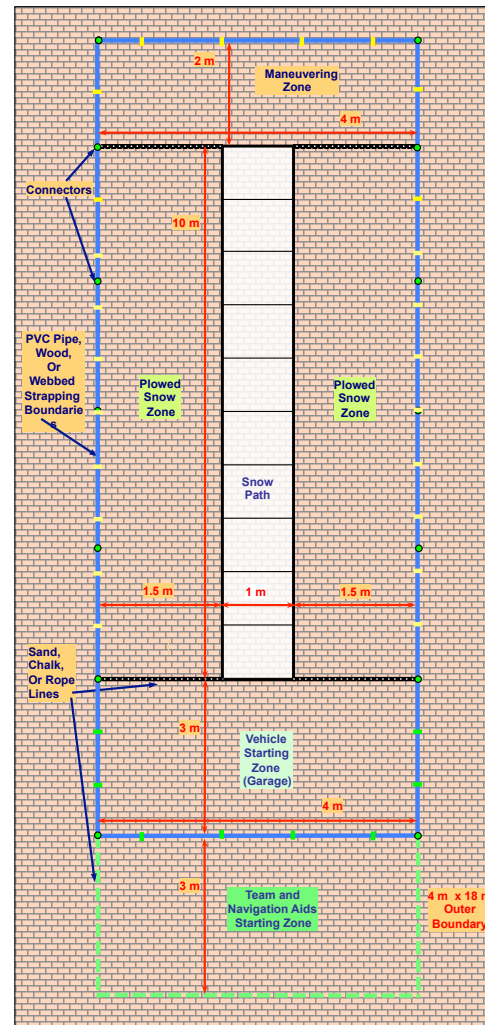 2 m
Maneuvering
Zone
4 m
Connectors
10 m
PVC Pipe,
Wood,
Or
Webbed
Strapping
Boundarie
s
Plowed
Snow
Zone
Plowed
Snow
Zone
Snow
Path
1.5 m
1 m
1.5 m
Sand,
Chalk,
Or Rope
Lines
3 m
Vehicle
Starting
Zone
(Garage)
4 m
3 m
Team and
Navigation Aids
Starting Zone
4 m x 18 m
Outer
Boundary